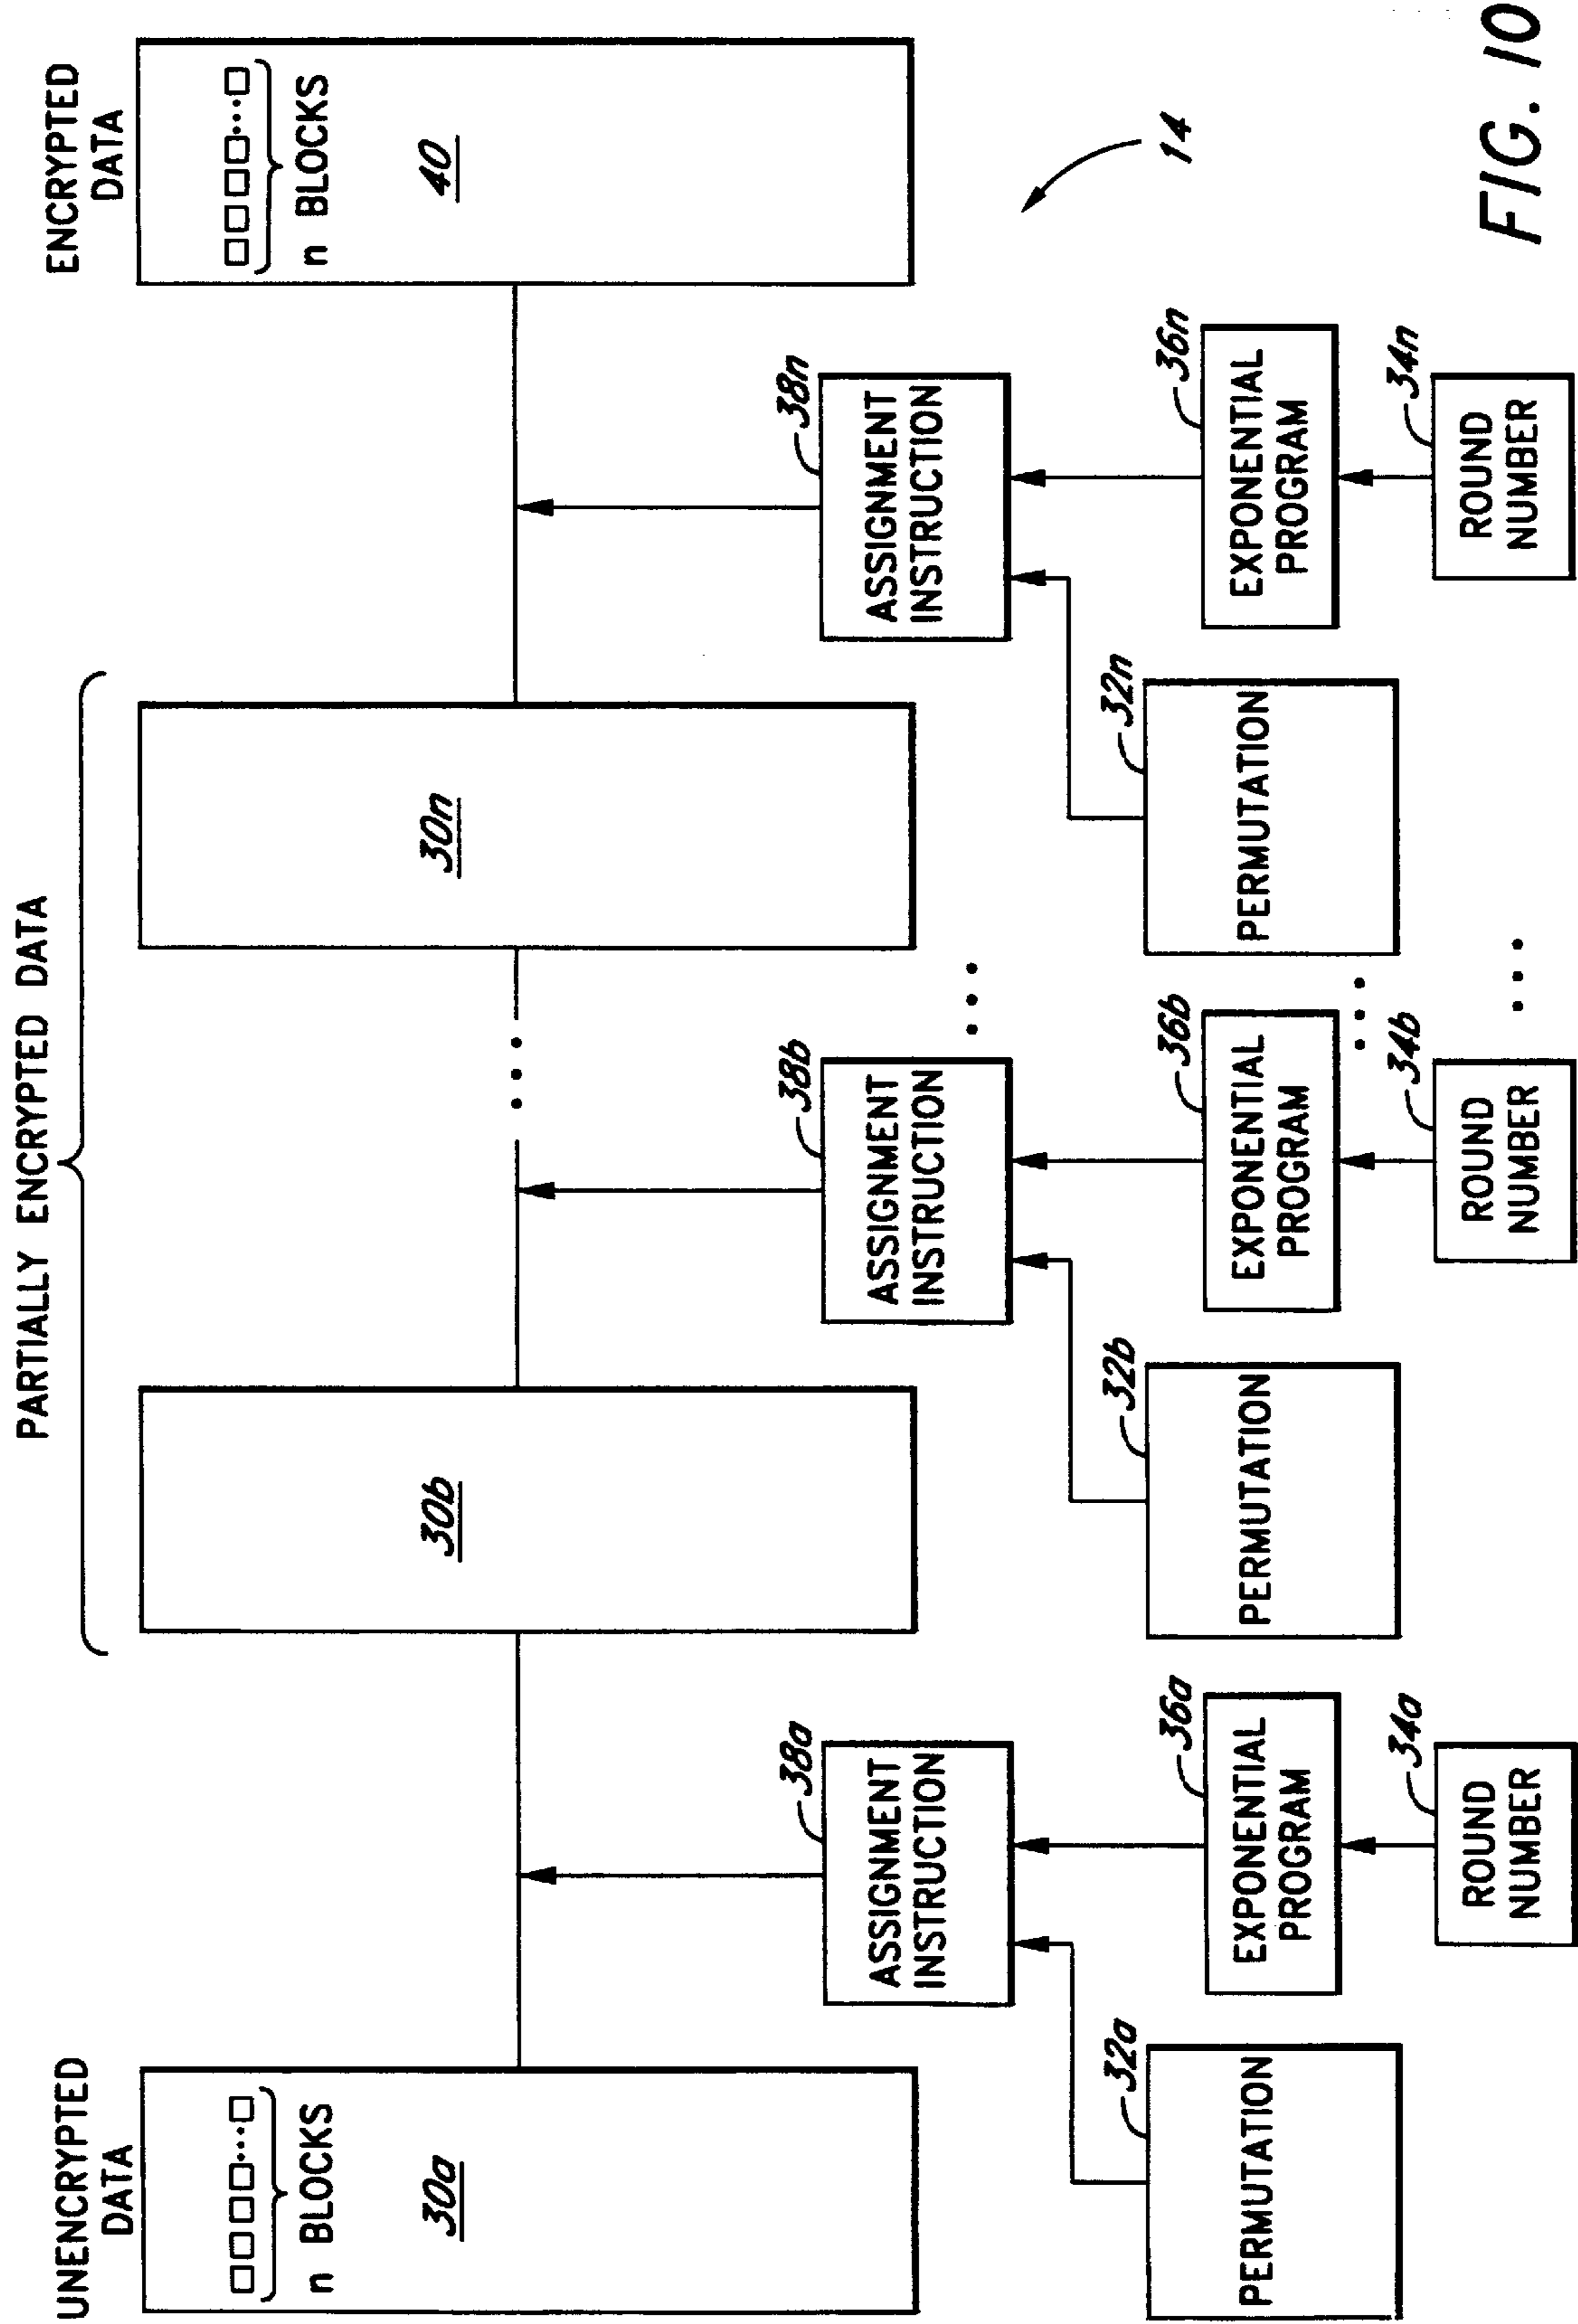 PARTIALLY ENCRYPTED DATA
UNENCRYPTED
DATA
n BLOCKS
30a
30b
30n
ENCRYPTED
DATA
n BLOCKS
40
38a
ASSIGNMENT
INSTRUCTION
38b
ASSIGNMENT
INSTRUCTION
38n
ASSIGNMENT
INSTRUCTION
14
32a
PERMUTATION
36a
EXPONENTIAL
PROGRAM
32b
PERMUTATION
36b
EXPONENTIAL
PROGRAM
32n
PERMUTATION
36n
EXPONENTIAL
PROGRAM
34a
ROUND
NUMBER
34b
ROUND
NUMBER
34n
ROUND
NUMBER
FIG. 10